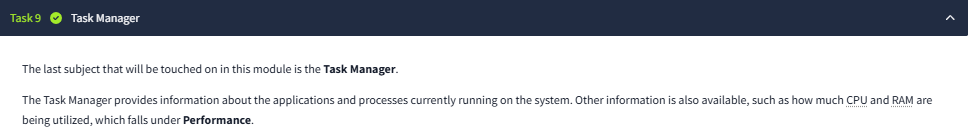 Task 9 Task Manager
The last subject that will be touched on in this module is the Task Manager.
The Task Manager provides information about the applications and processes currently running on the system. Other information is also available, such as how much CPU and RAM are
being utilized, which falls under Performance.